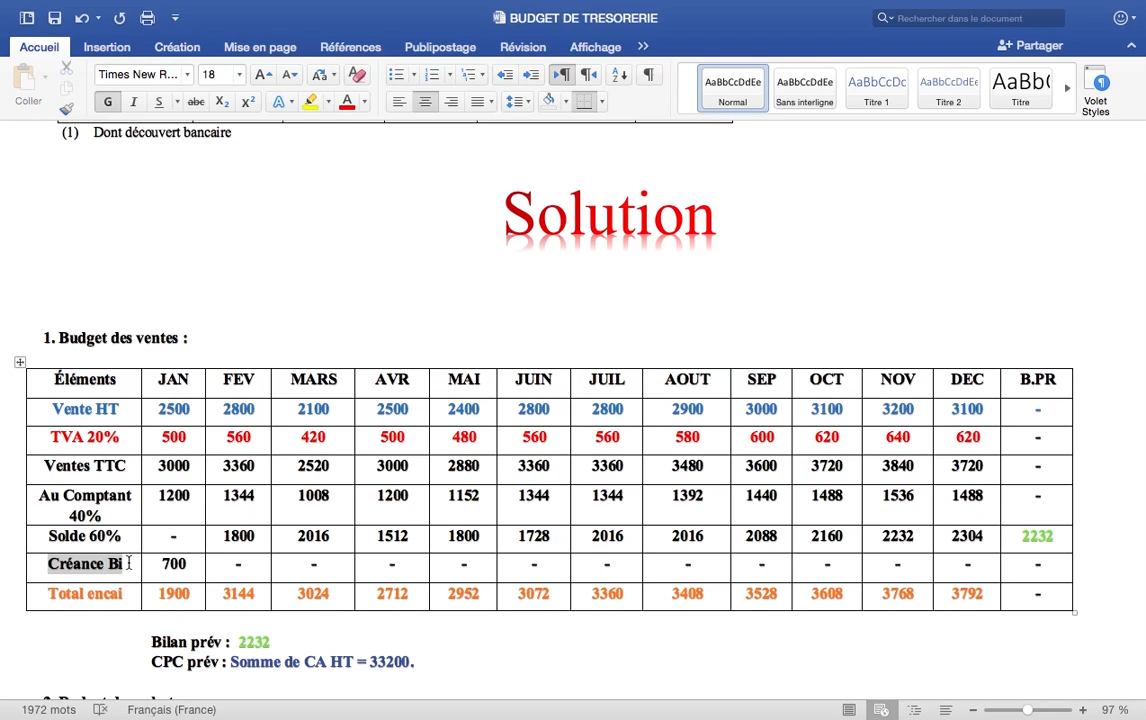 BUDGET DE TRESORERIE
Rechercher dans le document
Accueil Insertion Création Mise en page Références Publipostage Révision Affichage >> Partager
Coller Times New R... 18 AaBbCcDdEe AaBbCcDdEe AaBbCcDc AaBbCcDdEe AaBb(
G I S abc X₂ X² A A Normal Sans interligne Titre 1 Titre 2 Titre Volet Styles
(1) Dont découvert bancaire
Solution
1. Budget des ventes :
Éléments JAN FEV MARS AVR MAI JUIN JUIL AOUT SEP OCT NOV DEC B.PR
Vente HT 2500 2800 2100 2500 2400 2800 2800 2900 3000 3100 3200 3100 -
TVA 20% 500 560 420 500 480 560 560 580 600 620 640 620 -
Ventes TTC 3000 3360 2520 3000 2880 3360 3360 3480 3600 3720 3840 3720 -
Au Comptant 1200 1344 1008 1200 1152 1344 1344 1392 1440 1488 1536 1488 -
40%
Solde 60% - 1800 2016 1512 1800 1728 2016 2016 2088 2160 2232 2304 2232
Créance Bi 700 - - - - - - - - - - - -
Total encai 1900 3144 3024 2712 2952 3072 3360 3408 3528 3608 3768 3792 -
Bilan prév : 2232
CPC prév : Somme de CA HT = 33200.
1972 mots Français (France) 97 %